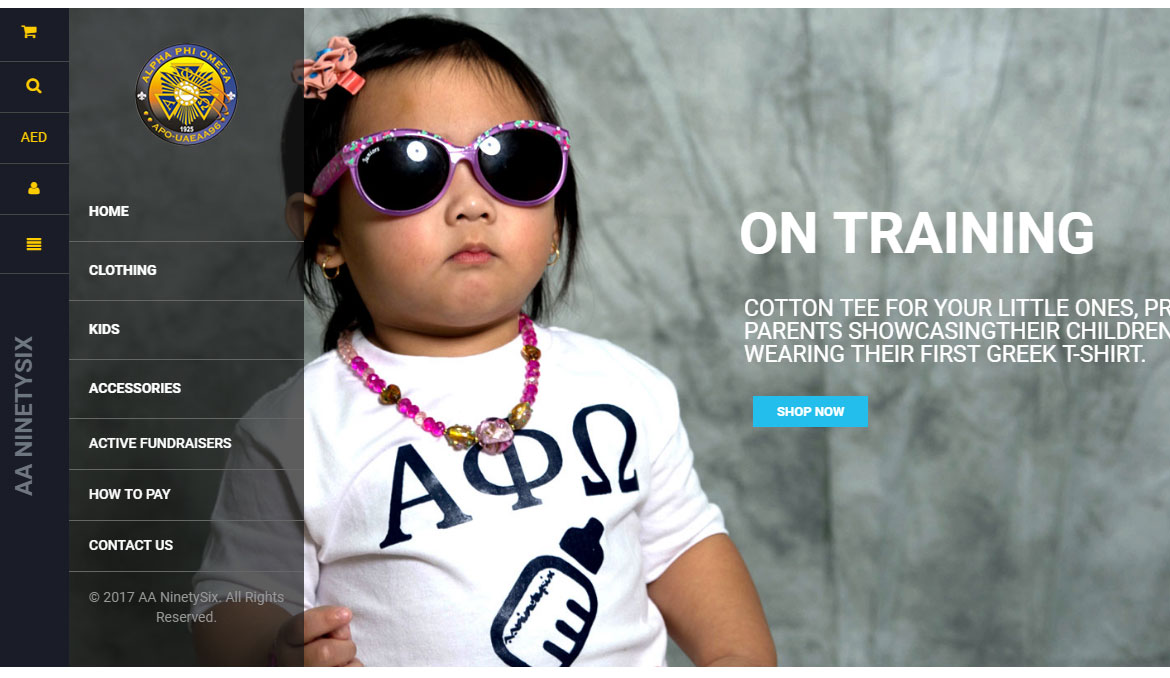 AED
AA NINETYSIX
ALPHA PHI OMEGA
1925
APO-UAEAA96
HOME
CLOTHING
KIDS
ACCESSORIES
ACTIVE FUNDRAISERS
HOW TO PAY
CONTACT US
© 2017 AA NinetySix. All Rights
Reserved.
ΑΦΩ
aaninetysix
ON TRAINING
COTTON TEE FOR YOUR LITTLE ONES, PR
PARENTS SHOWCASINGTHEIR CHILDREN
WEARING THEIR FIRST GREEK T-SHIRT.
SHOP NOW